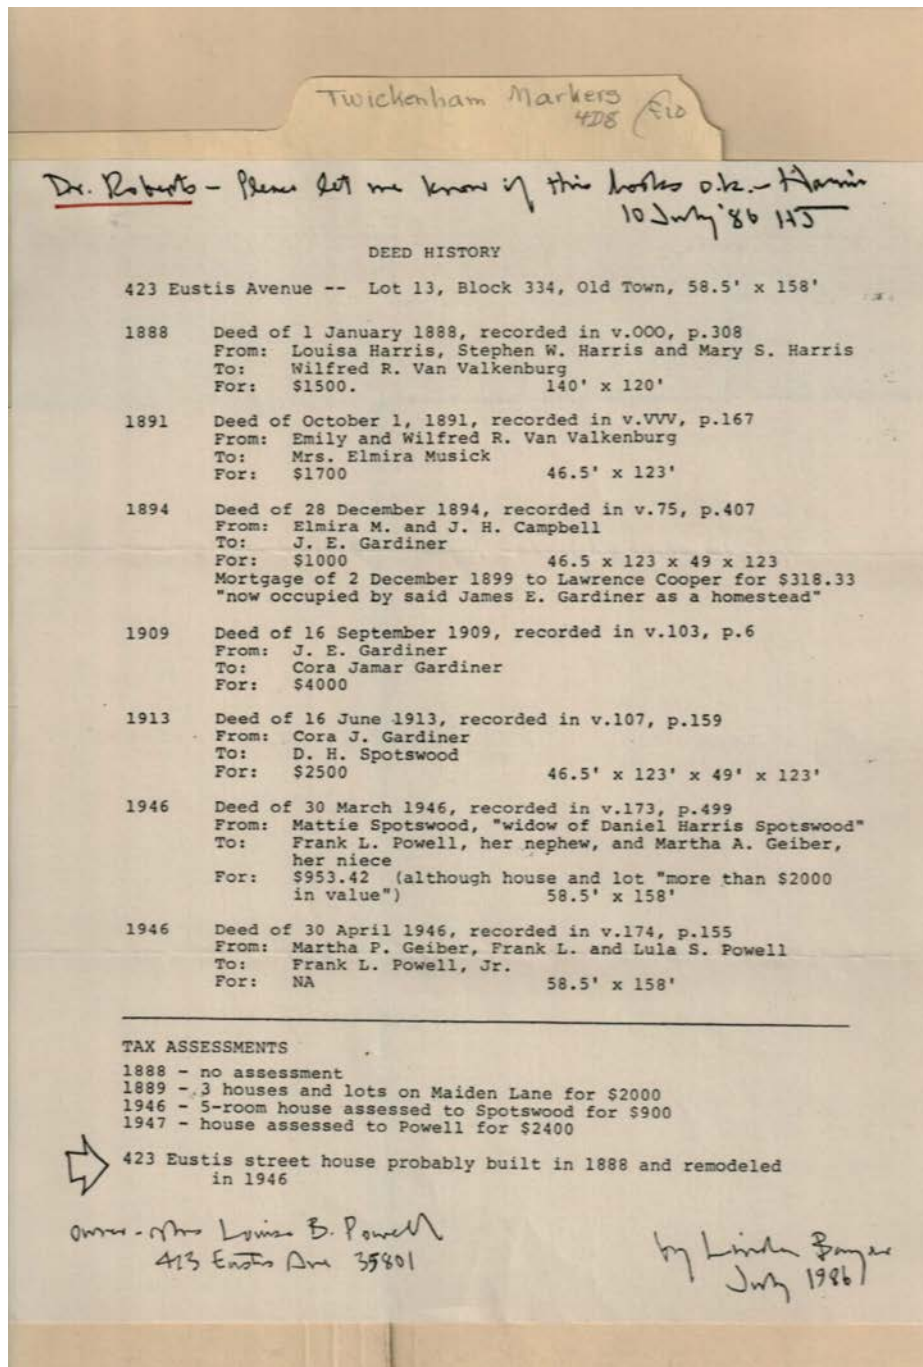 Twickenham Markers
4D8
Dr. Roberts - Please let me know if this looks o.k. - Harvie
10 July '86 HJ
DEED HISTORY
423 Eustis Avenue -- Lot 13, Block 334, Old Town, 58.5' x 158'
1888 Deed of 1 January 1888, recorded in v.OOO, p.308
From: Louisa Harris, Stephen W. Harris and Mary S. Harris
To: Wilfred R. Van Valkenburg
For: $1500. 140' x 120'
1891 Deed of October 1, 1891, recorded in v.VVV, p.167
From: Emily and Wilfred R. Van Valkenburg
To: Mrs. Elmira Musick
For: $1700 46.5' x 123'
1894 Deed of 28 December 1894, recorded in v.75, p.407
From: Elmira M. and J. H. Campbell
To: J. E. Gardiner
For: $1000 46.5 x 123 x 49 x 123
Mortgage of 2 December 1899 to Lawrence Cooper for $318.33
"now occupied by said James E. Gardiner as a homestead"
1909 Deed of 16 September 1909, recorded in v.103, p.6
From: J. E. Gardiner
To: Cora Jamar Gardiner
For: $4000
1913 Deed of 16 June 1913, recorded in v.107, p.159
From: Cora J. Gardiner
To: D. H. Spotswood
For: $2500 46.5' x 123' x 49' x 123'
1946 Deed of 30 March 1946, recorded in v.173, p.499
From: Mattie Spotswood, "widow of Daniel Harris Spotswood"
To: Frank L. Powell, her nephew, and Martha A. Geiber,
her niece
For: $953.42 (although house and lot "more than $2000
in value") 58.5' x 158'
1946 Deed of 30 April 1946, recorded in v.174, p.155
From: Martha P. Geiber, Frank L. and Lula S. Powell
To: Frank L. Powell, Jr.
For: NA 58.5' x 158'
TAX ASSESSMENTS
1888 - no assessment
1889 - 3 houses and lots on Maiden Lane for $2000
1946 - 5-room house assessed to Spotswood for $900
1947 - house assessed to Powell for $2400
423 Eustis street house probably built in 1888 and remodeled
in 1946
owner - Mrs Louise B. Powell
413 Eustis Ave 35801
by Linda Bayer
July 1986